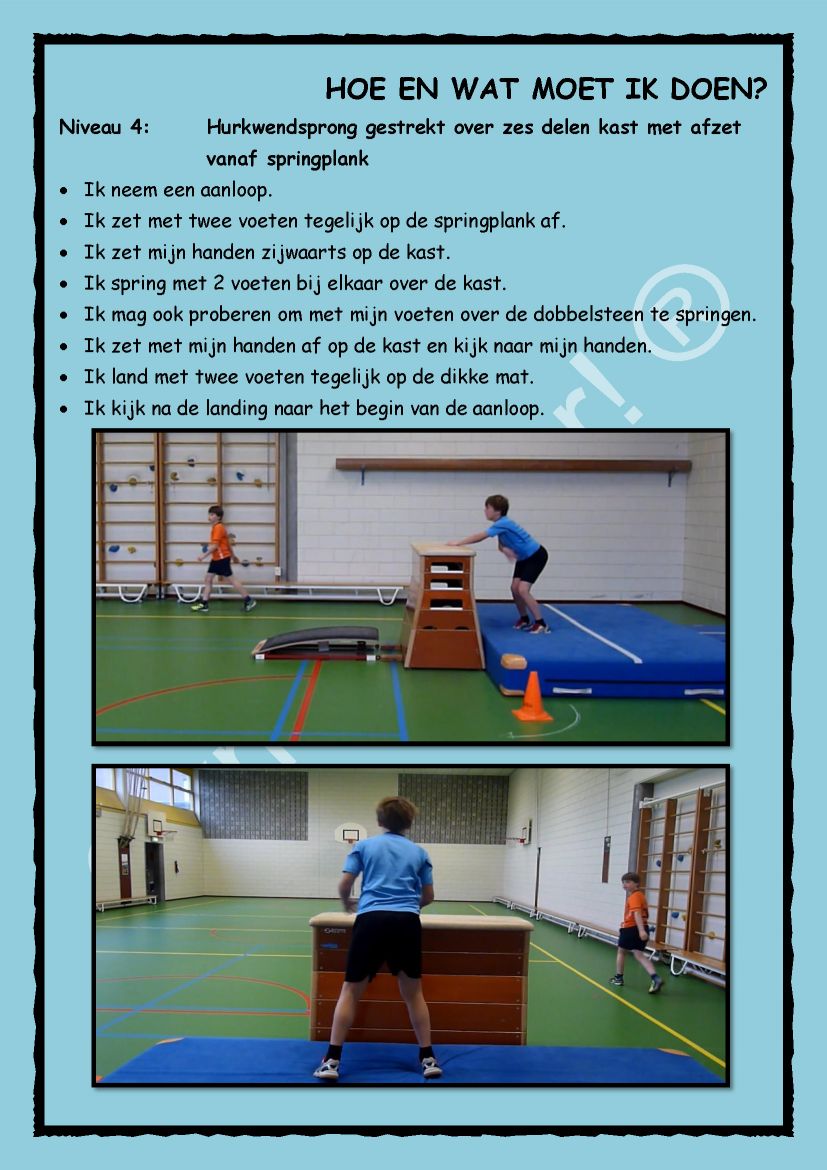 HOE EN WAT MOET IK DOEN?
Niveau 4: Hurkwendsprong gestrekt over zes delen kast met afzet
vanaf springplank
• Ik neem een aanloop.
• Ik zet met twee voeten tegelijk op de springplank af.
• Ik zet mijn handen zijwaarts op de kast.
• Ik spring met 2 voeten bij elkaar over de kast.
• Ik mag ook proberen om met mijn voeten over de dobbelsteen te springen.
• Ik zet met mijn handen af op de kast en kijk naar mijn handen.
• Ik land met twee voeten tegelijk op de dikke mat.
• Ik kijk na de landing naar het begin van de aanloop.